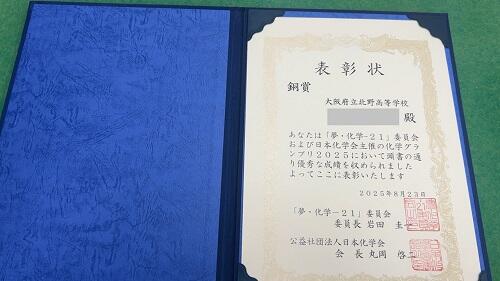 表彰状
銅賞
大阪府立北野高等学校
殿
あなたは「夢・化学-21」委員会
および日本化学会主催の化学グラ
ンプリ2025において頭書の通
り優秀な成績を収められました
よってここに表彰いたします
2025年8月23日
「夢・化学-21」委員会
委員長 岩田 圭一
公益社団法人日本化学会
会長 丸岡 啓二